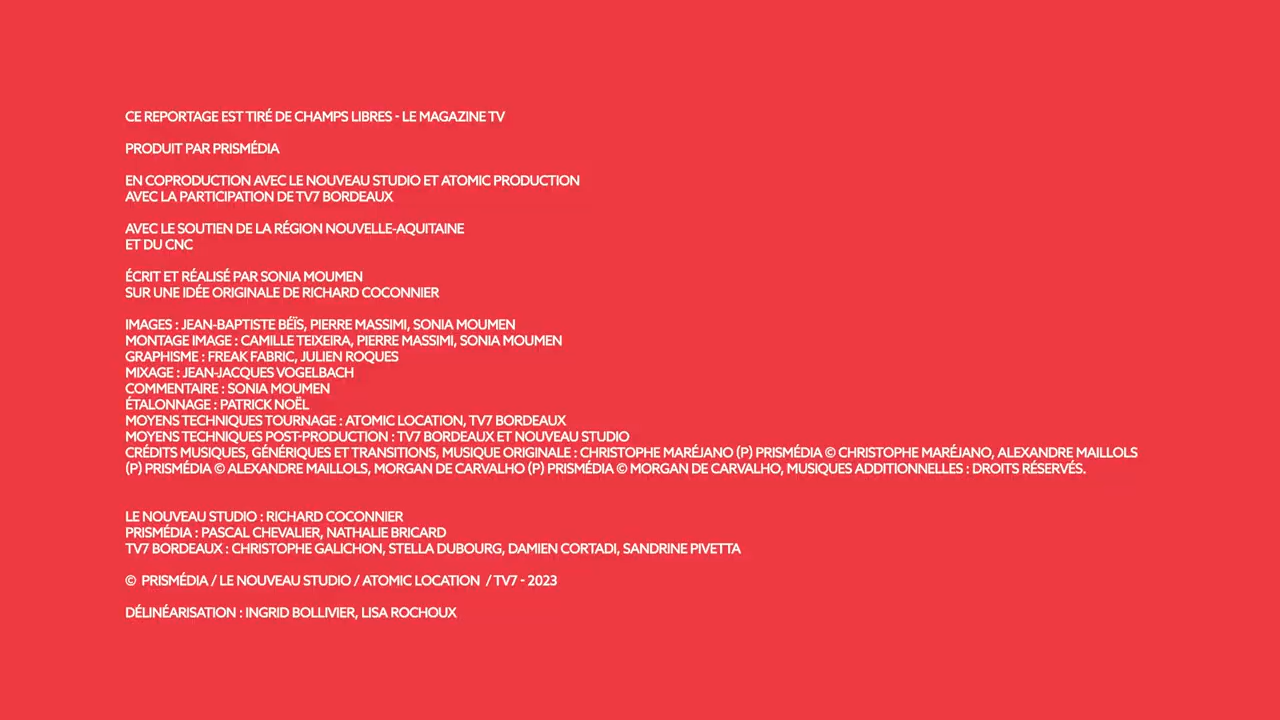 CE REPORTAGE EST TIRÉ DE CHAMPS LIBRES - LE MAGAZINE TV
PRODUIT PAR PRISMÉDIA
EN COPRODUCTION AVEC LE NOUVEAU STUDIO ET ATOMIC PRODUCTION
AVEC LA PARTICIPATION DE TV7 BORDEAUX
AVEC LE SOUTIEN DE LA RÉGION NOUVELLE-AQUITAINE
ET DU CNC
ÉCRIT ET RÉALISÉ PAR SONIA MOUMEN
SUR UNE IDÉE ORIGINALE DE RICHARD COCONNIER
IMAGES : JEAN-BAPTISTE BÉÏS, PIERRE MASSIMI, SONIA MOUMEN
MONTAGE IMAGE : CAMILLE TEIXEIRA, PIERRE MASSIMI, SONIA MOUMEN
GRAPHISME : FREAK FABRIC, JULIEN ROQUES
MIXAGE : JEAN-JACQUES VOGELBACH
COMMENTAIRE : SONIA MOUMEN
ÉTALONNAGE : PATRICK NOËL
MOYENS TECHNIQUES TOURNAGE : ATOMIC LOCATION, TV7 BORDEAUX
MOYENS TECHNIQUES POST-PRODUCTION : TV7 BORDEAUX ET NOUVEAU STUDIO
CRÉDITS MUSIQUES, GÉNÉRIQUES ET TRANSITIONS, MUSIQUE ORIGINALE : CHRISTOPHE MARÉJANO (P) PRISMÉDIA © CHRISTOPHE MARÉJANO, ALEXANDRE MAILLOLS
(P) PRISMÉDIA © ALEXANDRE MAILLOLS, MORGAN DE CARVALHO (P) PRISMÉDIA © MORGAN DE CARVALHO, MUSIQUES ADDITIONNELLES : DROITS RÉSERVÉS.
LE NOUVEAU STUDIO : RICHARD COCONNIER
PRISMÉDIA : PASCAL CHEVALIER, NATHALIE BRICARD
TV7 BORDEAUX : CHRISTOPHE GALICHON, STELLA DUBOURG, DAMIEN CORTADI, SANDRINE PIVETTA
© PRISMÉDIA / LE NOUVEAU STUDIO / ATOMIC LOCATION / TV7 - 2023
DÉLINÉARISATION : INGRID BOLLIVIER, LISA ROCHOUX